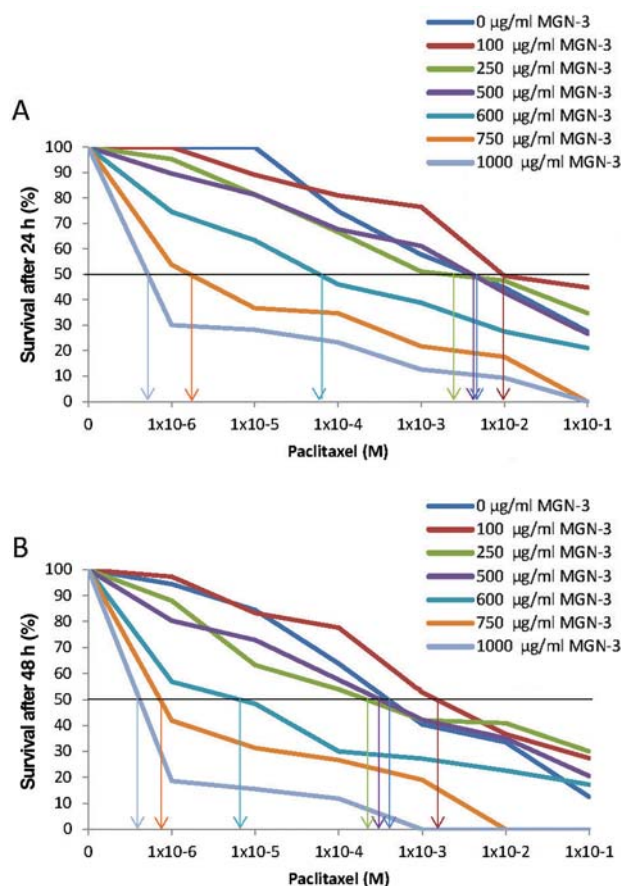 0 µg/ml MGN-3
100 µg/ml MGN-3
250 µg/ml MGN-3
500 µg/ml MGN-3
600 µg/ml MGN-3
750 µg/ml MGN-3
1000 µg/ml MGN-3
A
Survival after 24 h (%)
100
90
80
70
60
50
40
30
20
10
0
0 1x10-6 1x10-5 1x10-4 1x10-3 1x10-2 1x10-1
Paclitaxel (M)
0 µg/ml MGN-3
100 µg/ml MGN-3
250 µg/ml MGN-3
500 µg/ml MGN-3
600 µg/ml MGN-3
750 µg/ml MGN-3
1000 µg/ml MGN-3
B
Survival after 48 h (%)
100
90
80
70
60
50
40
30
20
10
0
0 1x10-6 1x10-5 1x10-4 1x10-3 1x10-2 1x10-1
Paclitaxel (M)